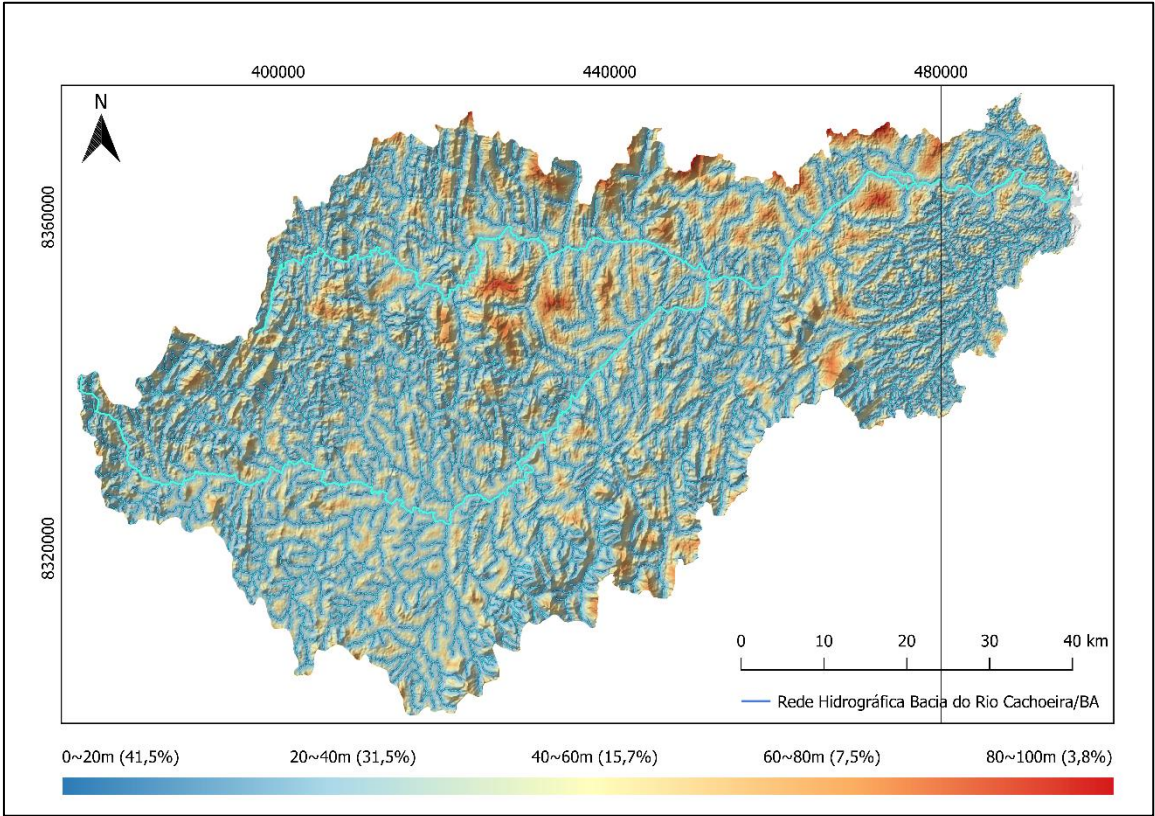 400000 440000 480000
N
8360000
8320000
0 10 20 30 40 km
Rede Hidrográfica Bacia do Rio Cachoeira/BA
0~20m (41,5%) 20~40m (31,5%) 40~60m (15,7%) 60~80m (7,5%) 80~100m (3,8%)